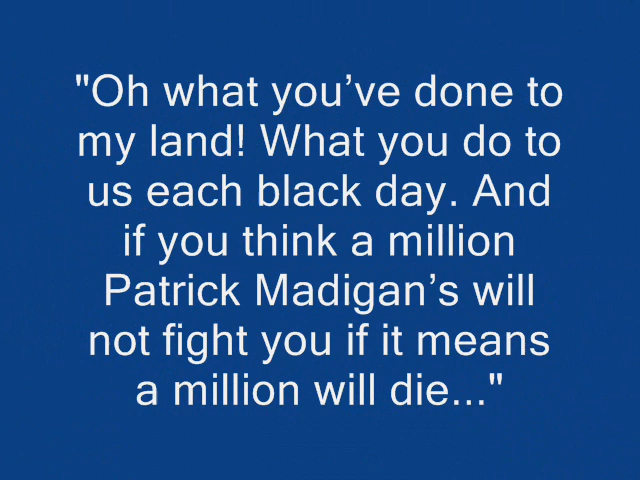 "Oh what you’ve done to
my land! What you do to
us each black day. And
if you think a million
Patrick Madigan’s will
not fight you if it means
a million will die..."